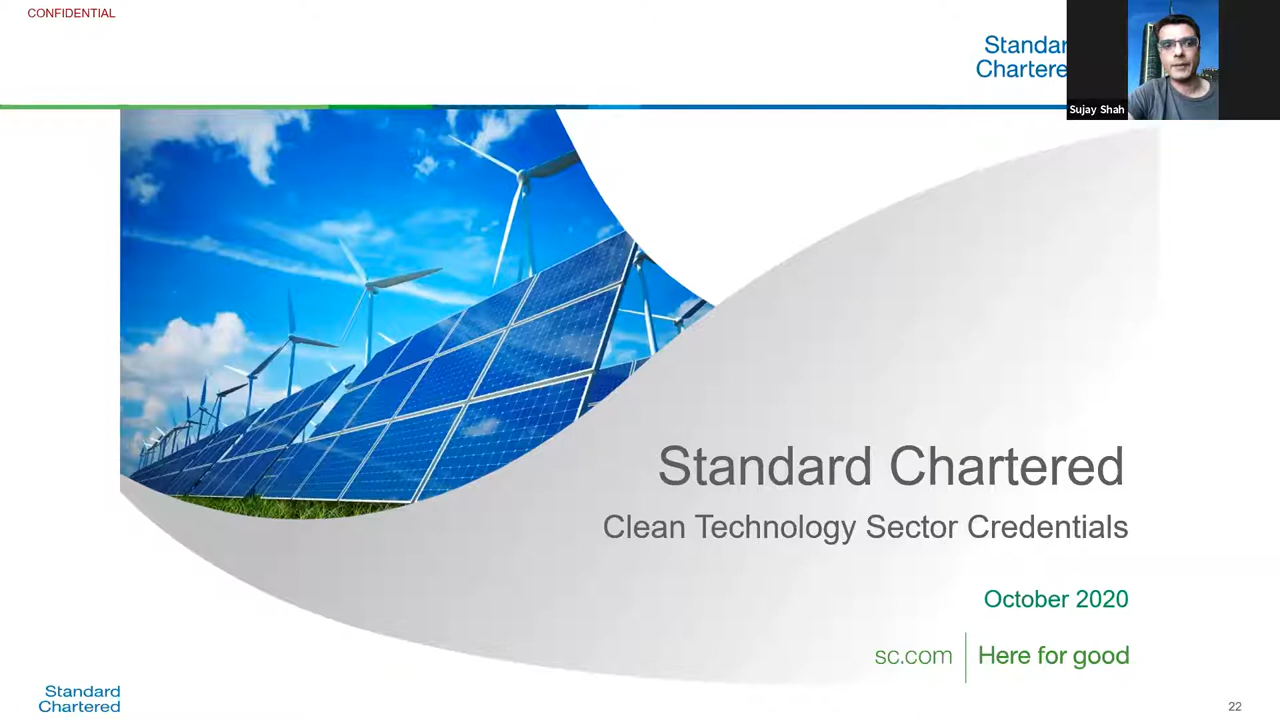 CONFIDENTIAL
Standar
Chartere
Sujay Shah
Standard Chartered
Clean Technology Sector Credentials
October 2020
sc.com
Here for good
Standard
Chartered
22